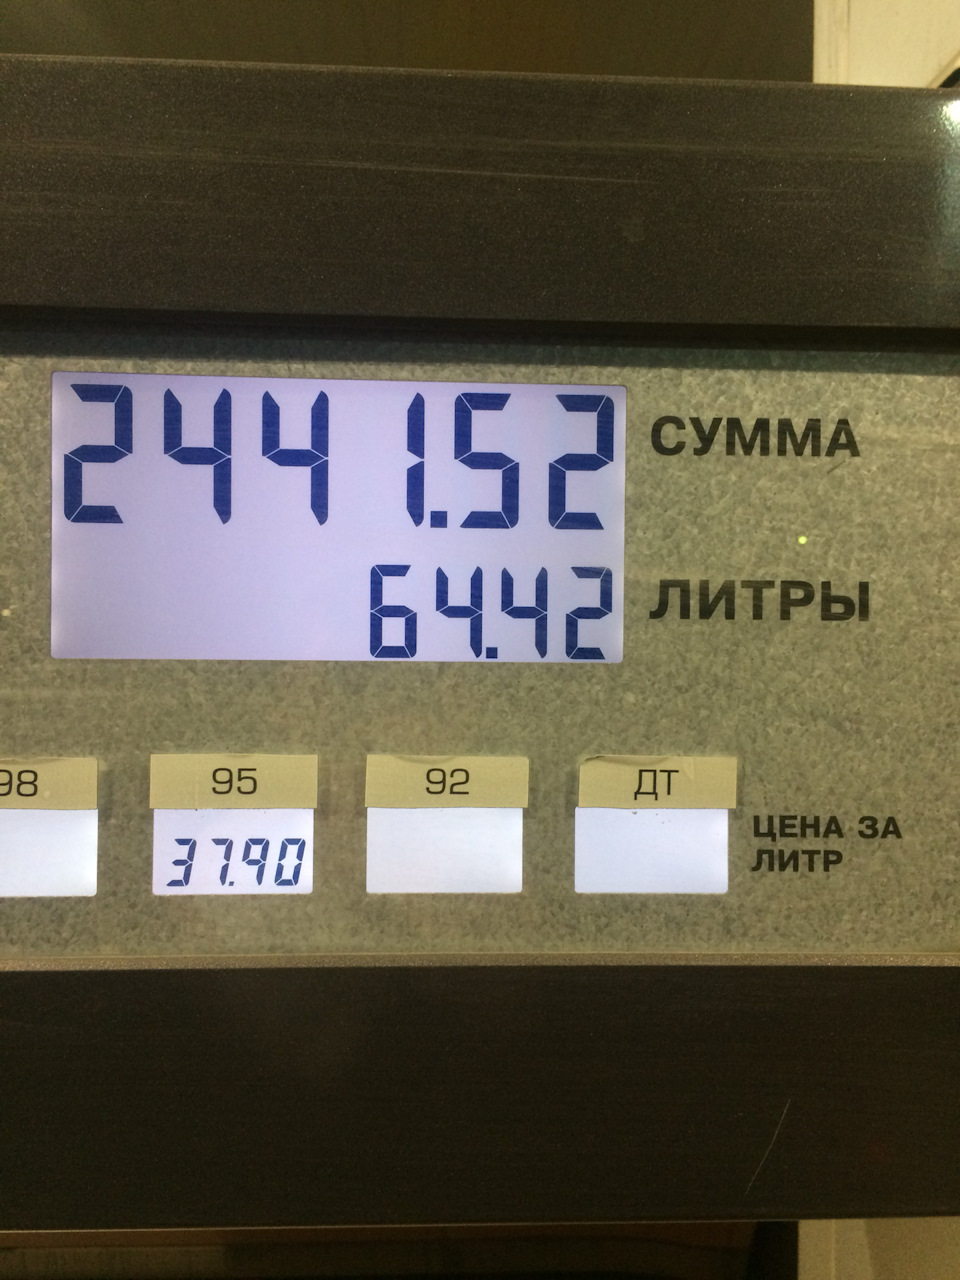 2441.52 СУММА
64.42 ЛИТРЫ
98 95 92 ДТ
37.90 ЦЕНА ЗА
ЛИТР